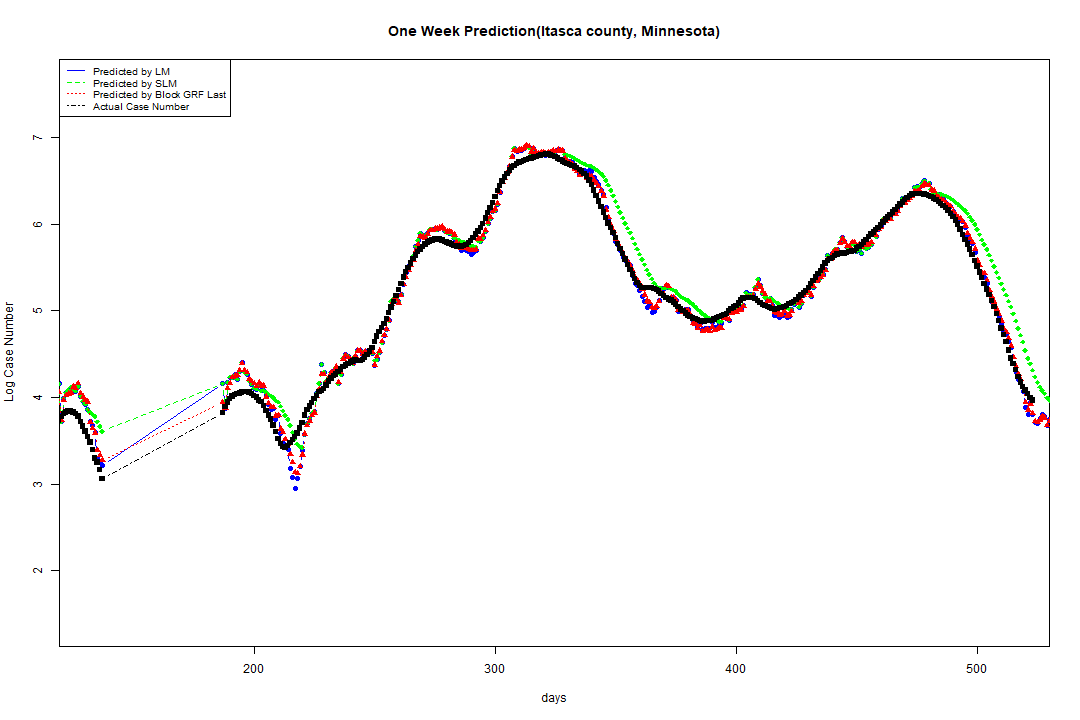 One Week Prediction(Itasca county, Minnesota)
Predicted by LM
Predicted by SLM
Predicted by Block GRF Last
Actual Case Number
7
6
5
4
3
2
Log Case Number
200
300
400
500
days